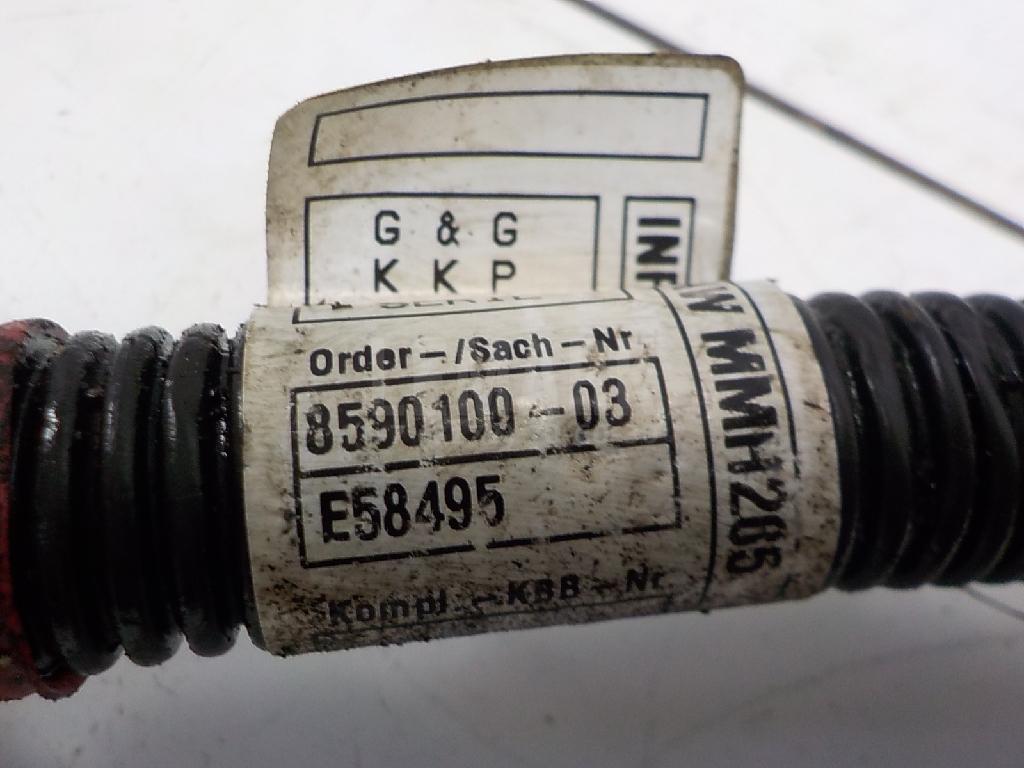 G & G
K K P
Order-/Sach-Nr
8590100-03
E58495
Kompl.-KBB-Nr
MMH265